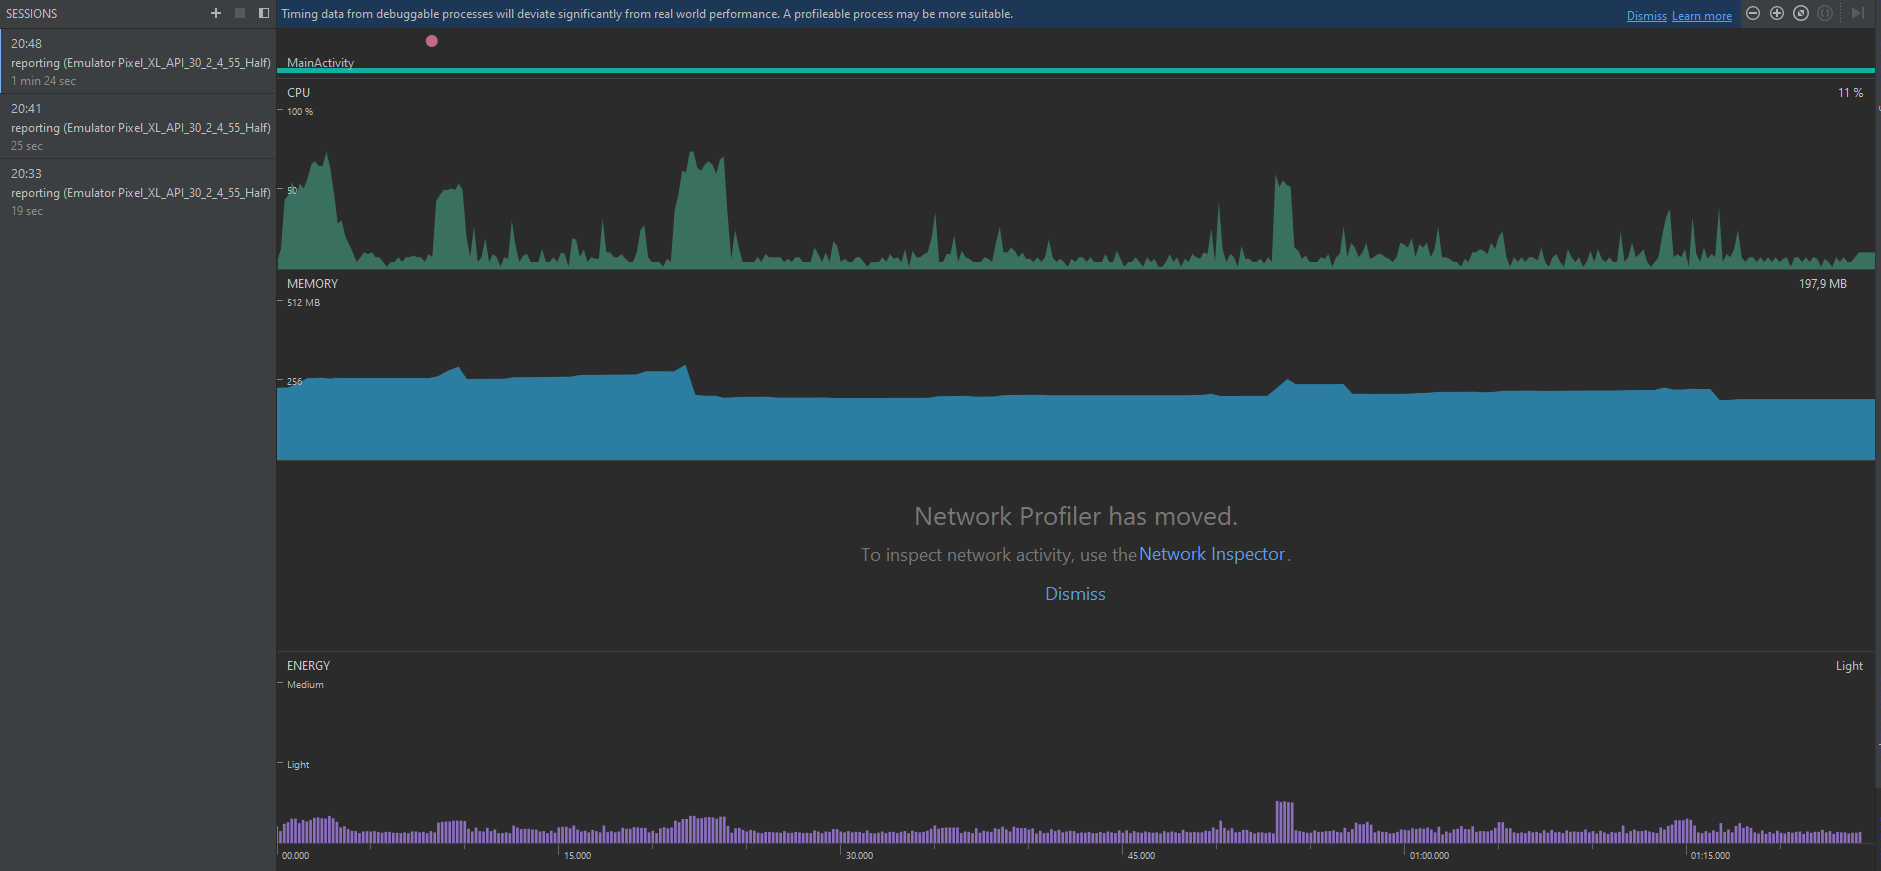 SESSIONS
Timing data from debuggable processes will deviate significantly from real world performance. A profileable process may be more suitable.
Dismiss Learn more
20:48
reporting (Emulator Pixel_XL_API_30_2_4_55_Half)
1 min 24 sec
20:41
reporting (Emulator Pixel_XL_API_30_2_4_55_Half)
25 sec
20:33
reporting (Emulator Pixel_XL_API_30_2_4_55_Half)
19 sec
MainActivity
CPU
11 %
100 %
50
MEMORY
197,9 MB
512 MB
256
Network Profiler has moved.
To inspect network activity, use the Network Inspector.
Dismiss
ENERGY
Light
Medium
Light
00.000
15.000
30.000
45.000
01:00.000
01:15.000